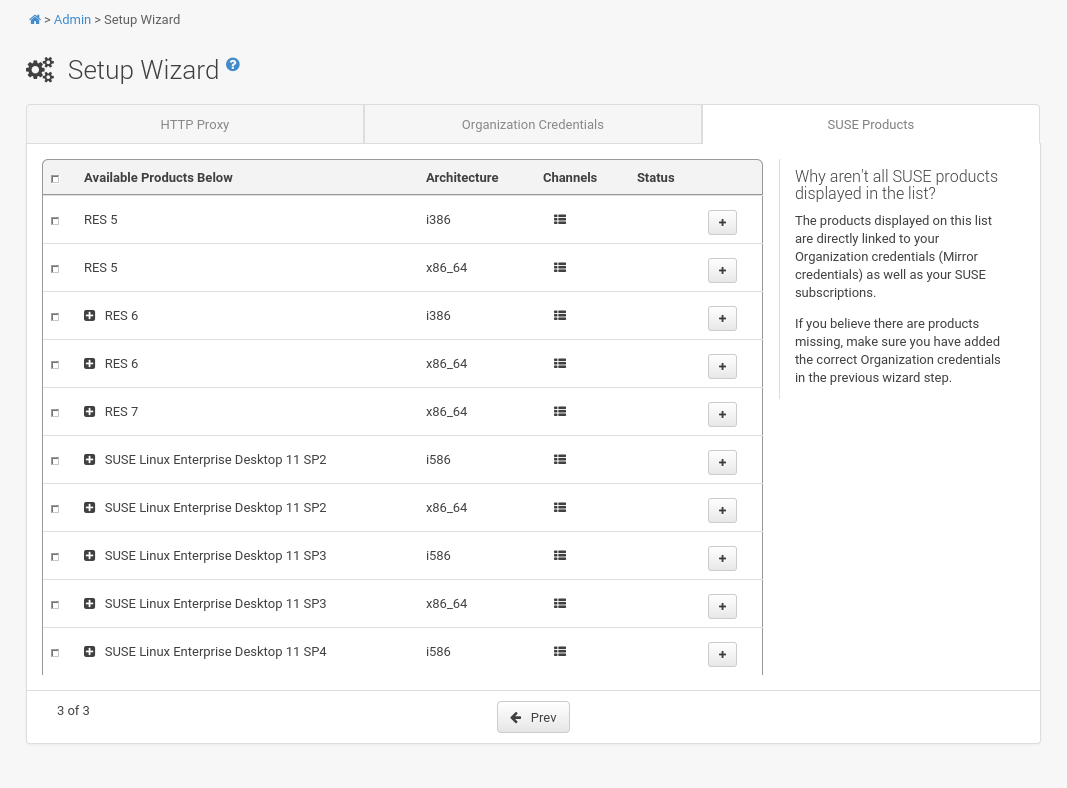 > Admin > Setup Wizard
Setup Wizard ?
HTTP Proxy Organization Credentials SUSE Products
Available Products Below Architecture Channels Status
RES 5 i386
RES 5 x86_64
RES 6 i386
RES 6 x86_64
RES 7 x86_64
SUSE Linux Enterprise Desktop 11 SP2 i586
SUSE Linux Enterprise Desktop 11 SP2 x86_64
SUSE Linux Enterprise Desktop 11 SP3 i586
SUSE Linux Enterprise Desktop 11 SP3 x86_64
SUSE Linux Enterprise Desktop 11 SP4 i586
Why aren't all SUSE products
displayed in the list?
The products displayed on this list
are directly linked to your
Organization credentials (Mirror
credentials) as well as your SUSE
subscriptions.
If you believe there are products
missing, make sure you have added
the correct Organization credentials
in the previous wizard step.
3 of 3 Prev